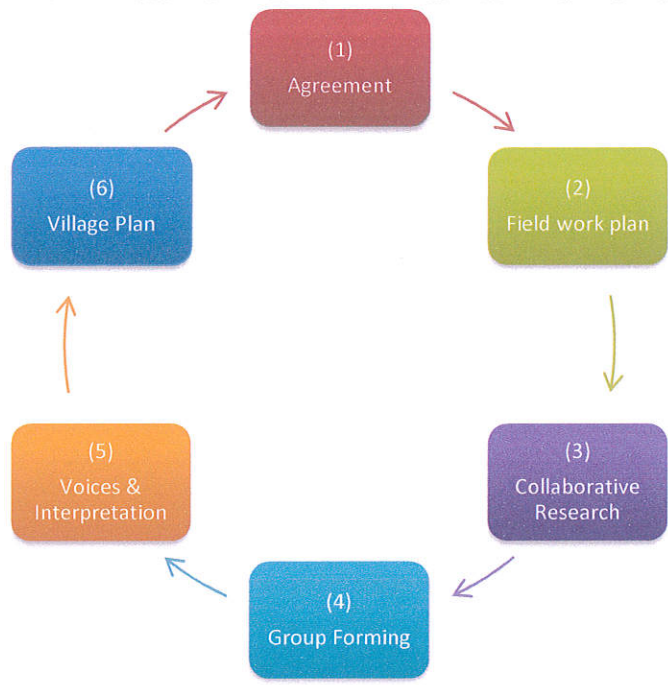 (1)
Agreement
(2)
Field work plan
(3)
Collaborative
Research
(4)
Group Forming
(5)
Voices &
Interpretation
(6)
Village Plan